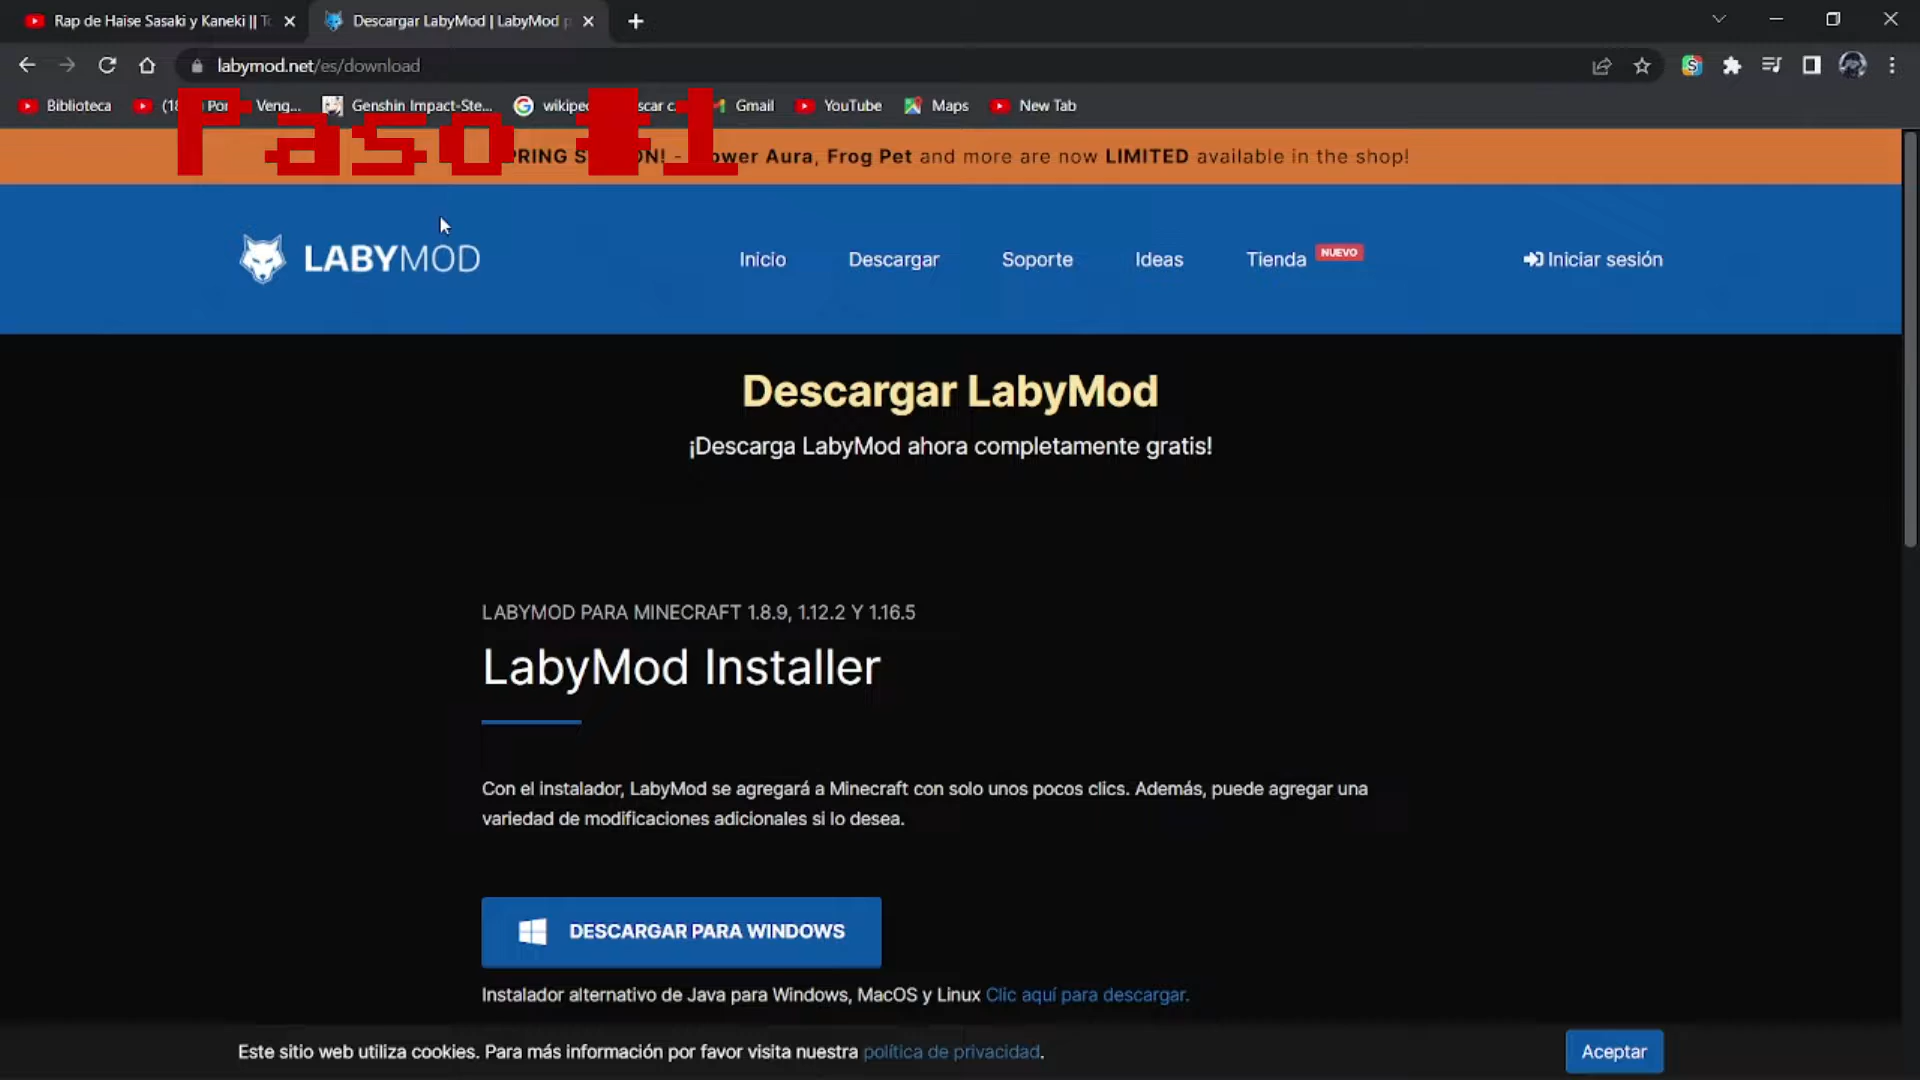 Rap de Haise Sasaki y Kaneki || To
Descargar LabyMod | LabyMod p
labymod.net/es/download
Biblioteca
(18
Por
Veng...
Genshin Impact-Ste...
Gmail
YouTube
Maps
New Tab
Paso #1
Aura, Frog Pet and more are now LIMITED available in the shop!
LABYMOD
Inicio
Descargar
Soporte
Ideas
Tienda
NUEVO
Iniciar sesión
Descargar LabyMod
¡Descarga LabyMod ahora completamente gratis!
LABYMOD PARA MINECRAFT 1.8.9, 1.12.2 Y 1.16.5
LabyMod Installer
Con el instalador, LabyMod se agregará a Minecraft con solo unos pocos clics. Además, puede agregar una
variedad de modificaciones adicionales si lo desea.
DESCARGAR PARA WINDOWS
Instalador alternativo de Java para Windows, MacOS y Linux Clic aquí para descargar.
Este sitio web utiliza cookies. Para más información por favor visita nuestra política de privacidad.
Aceptar